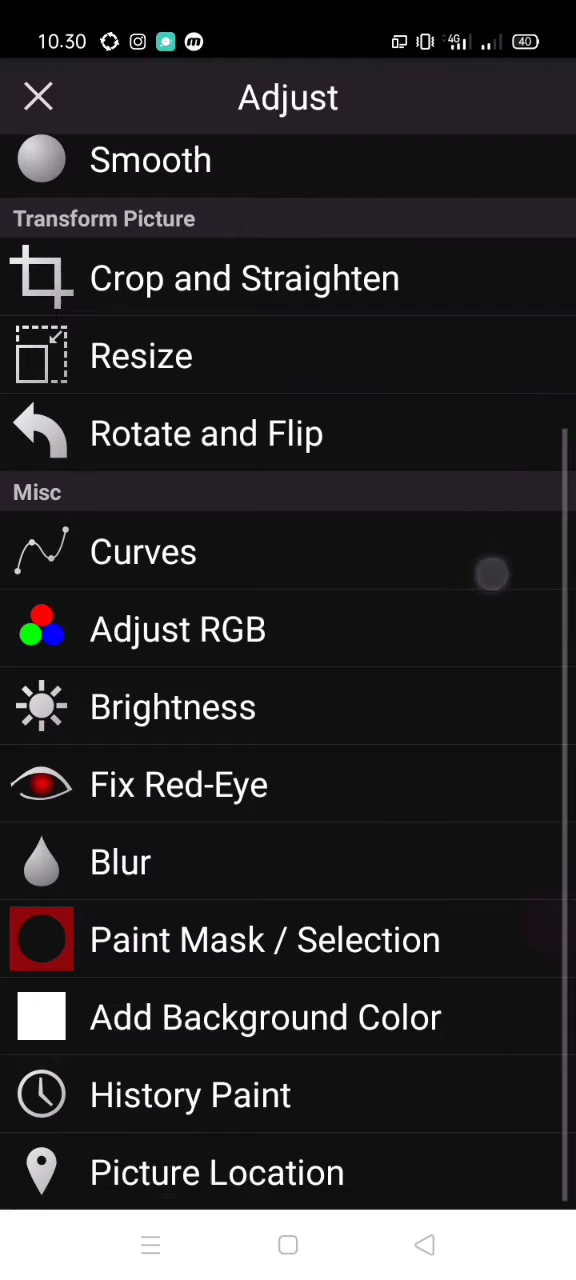 10.30
4G
40
Adjust
Smooth
Transform Picture
Crop and Straighten
Resize
Rotate and Flip
Misc
Curves
Adjust RGB
Brightness
Fix Red-Eye
Blur
Paint Mask / Selection
Add Background Color
History Paint
Picture Location